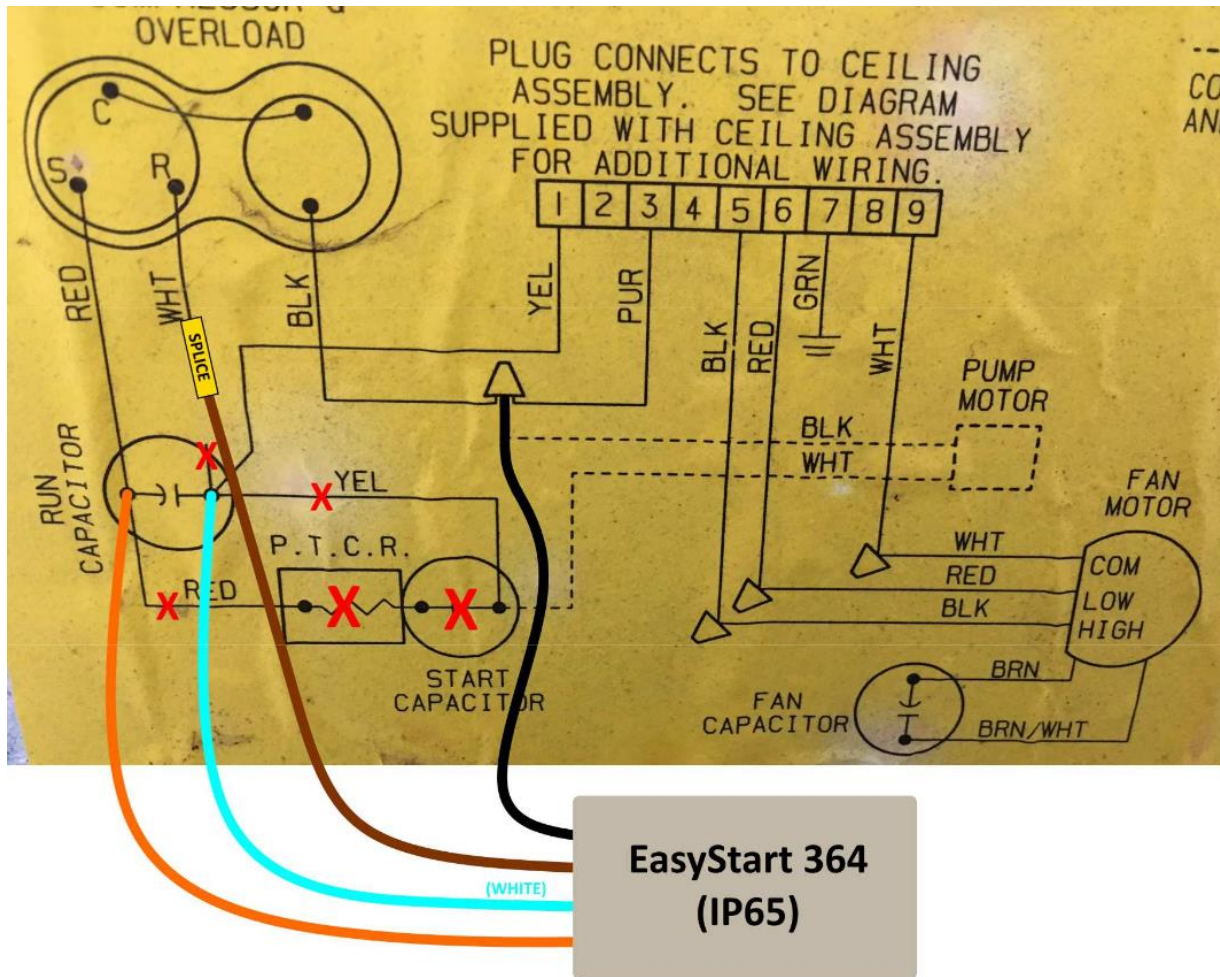 OVERLOAD
PLUG CONNECTS TO CEILING
ASSEMBLY. SEE DIAGRAM
SUPPLIED WITH CEILING ASSEMBLY
FOR ADDITIONAL WIRING.
CO
AN
C
S
R
1 2 3 4 5 6 7 8 9
RED
WHT
BLK
YEL
PUR
BLK
RED
GRN
WHT
SPLICE
PUMP
MOTOR
BLK
WHT
RUN
CAPACITOR
X
X YEL
P.T.C.R.
X RED
X
X
START
CAPACITOR
FAN
MOTOR
WHT
RED
BLK
COM
LOW
HIGH
FAN
CAPACITOR
BRN
BRN/WHT
(WHITE)
EasyStart 364
(IP65)